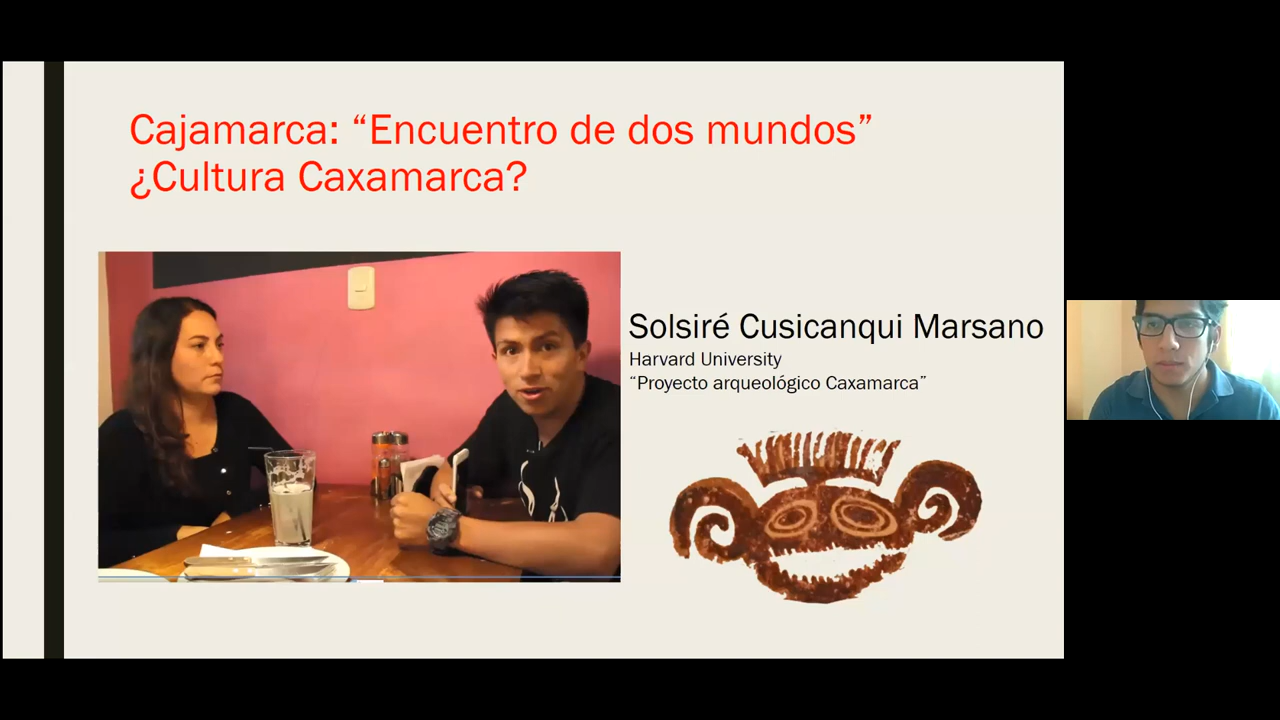 Cajamarca: “Encuentro de dos mundos”
¿Cultura Caxamarca?
Solsiré Cusicanqui Marsano
Harvard University
“Proyecto arqueológico Caxamarca”